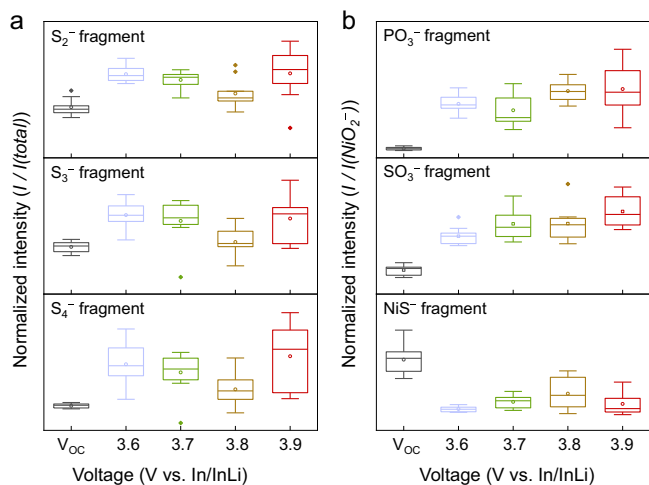 a
Normalized intensity (I / I(total))
S₂⁻ fragment
S₃⁻ fragment
S₄⁻ fragment
V_OC 3.6 3.7 3.8 3.9
Voltage (V vs. In/InLi)
b
Normalized intensity (I / I(NiO₂⁻))
PO₃⁻ fragment
SO₃⁻ fragment
NiS⁻ fragment
V_OC 3.6 3.7 3.8 3.9
Voltage (V vs. In/InLi)